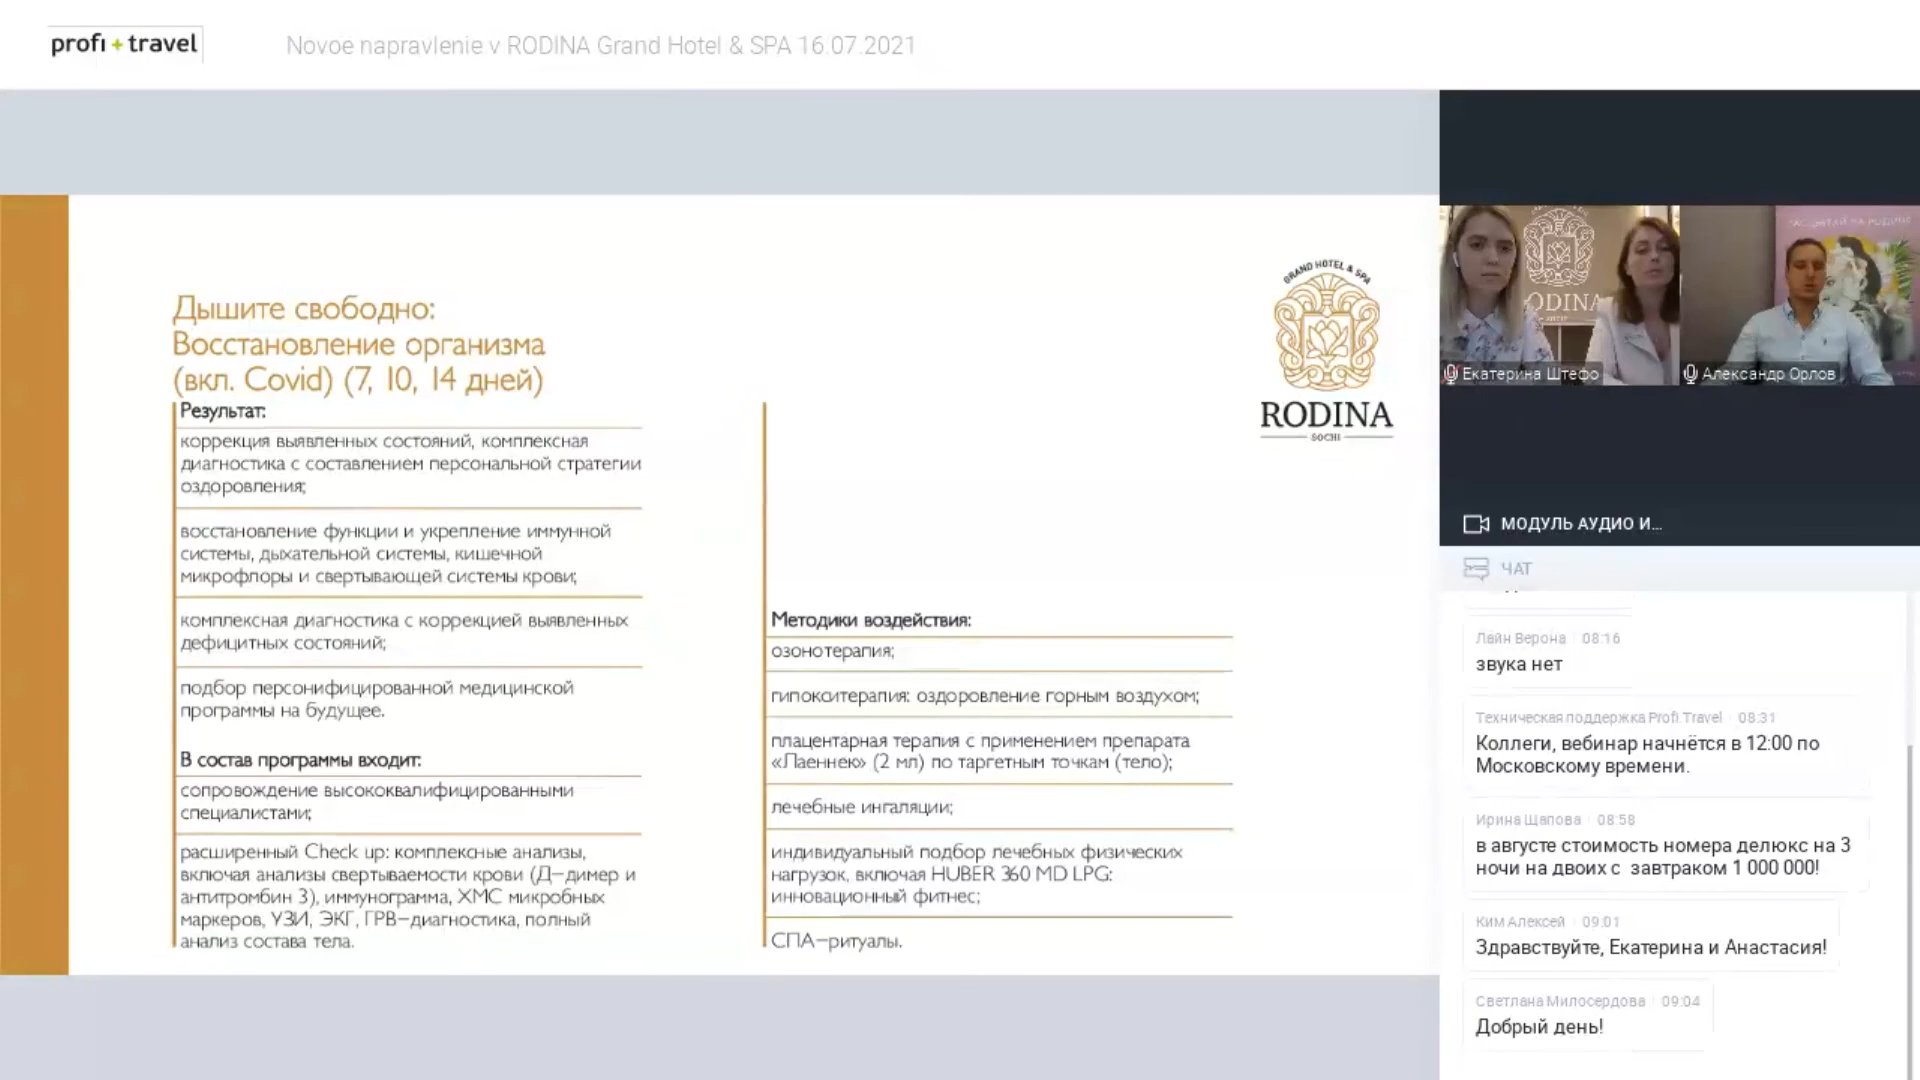 profi + travel
Novoe napravlenie v RODINA Grand Hotel & SPA 16.07.2021
GRAND HOTEL & SPA
RODINA
SOCHI
Дышите свободно:
Восстановление организма
(вкл. Covid) (7, 10, 14 дней)
Результат:
коррекция выявленных состояний, комплексная
диагностика с составлением персональной стратегии
оздоровления;
восстановление функции и укрепление иммунной
системы, дыхательной системы, кишечной
микрофлоры и свертывающей системы крови;
комплексная диагностика с коррекцией выявленных
дефицитных состояний;
подбор персонифицированной медицинской
программы на будущее.
В состав программы входит:
сопровождение высококвалифицированными
специалистами;
расширенный Check up: комплексные анализы,
включая анализы свертываемости крови (Д-димер и
антитромбин 3), иммунограмма, ХМС микробных
маркеров, УЗИ, ЭКГ, ГРВ-диагностика, полный
анализ состава тела.
Методики воздействия:
озонотерапия;
гипокситерапия: оздоровление горным воздухом;
плацентарная терапия с применением препарата
«Лаеннек» (2 мл) по таргетным точкам (тело);
лечебные ингаляции;
индивидуальный подбор лечебных физических
нагрузок, включая HUBER 360 MD LPG:
инновационный фитнес;
СПА-ритуалы.
ODINA
РАСЦВЕТАЙ НА РОДИНЕ
Екатерина Штефо
Александр Орлов
МОДУЛЬ АУДИО И...
ЧАТ
Лайн Верона 08:16
звука нет
Техническая поддержка Profi.Travel 08:31
Коллеги, вебинар начнётся в 12:00 по
Московскому времени.
Ирина Щапова 08:58
в августе стоимость номера делюкс на 3
ночи на двоих с завтраком 1 000 000!
Ким Алексей 09:01
Здравствуйте, Екатерина и Анастасия!
Светлана Милосердова 09:04
Добрый день!